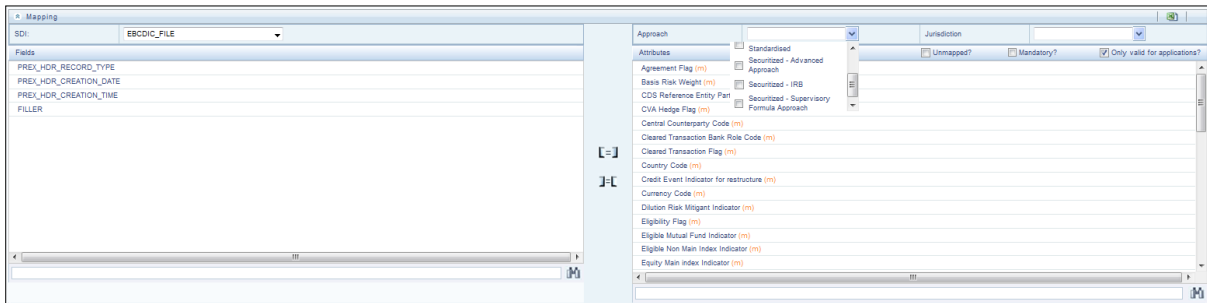 Mapping
SDI: EBCDIC_FILE
Fields
PREX_HDR_RECORD_TYPE
PREX_HDR_CREATION_DATE
PREX_HDR_CREATION_TIME
FILLER
Approach Jurisdiction
Attributes Unmapped? Mandatory? Only valid for applications?
Standardised
Securitized - Advanced
Approach
Securitized - IRB
Securitized - Supervisory
Formula Approach
Agreement Flag (m)
Basis Risk Weight (m)
CDS Reference Entity Part
CVA Hedge Flag (m)
Central Counterparty Code (m)
Cleared Transaction Bank Role Code (m)
Cleared Transaction Flag (m)
Country Code (m)
Credit Event Indicator for restructure (m)
Currency Code (m)
Dilution Risk Mitigant Indicator (m)
Eligibility Flag (m)
Eligible Mutual Fund Indicator (m)
Eligible Non Main Index Indicator (m)
Equity Main index Indicator (m)